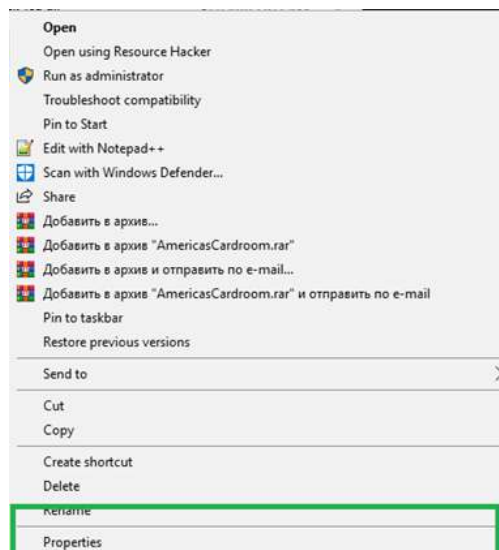 Open
Open using Resource Hacker
Run as administrator
Troubleshoot compatibility
Pin to Start
Edit with Notepad++
Scan with Windows Defender...
Share
Добавить в архив...
Добавить в архив "AmericasCardroom.rar"
Добавить в архив и отправить по e-mail...
Добавить в архив "AmericasCardroom.rar" и отправить по e-mail
Pin to taskbar
Restore previous versions
Send to
Cut
Copy
Create shortcut
Delete
Rename
Properties